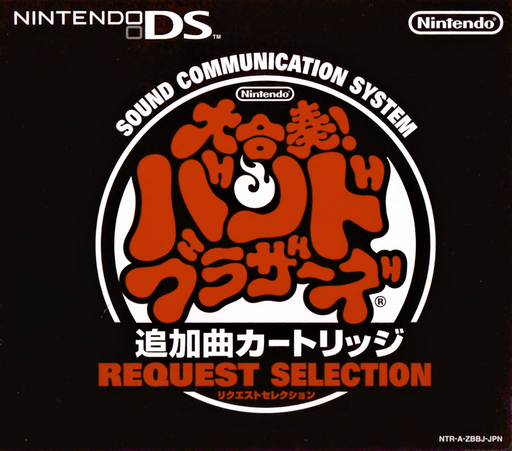 NINTENDO DS™
Nintendo
SOUND COMMUNICATION SYSTEM
Nintendo
大合奏!
バンド
ブラザーズ®
追加曲カートリッジ
REQUEST SELECTION
リクエストセレクション
NTR-A-ZBBJ-JPN